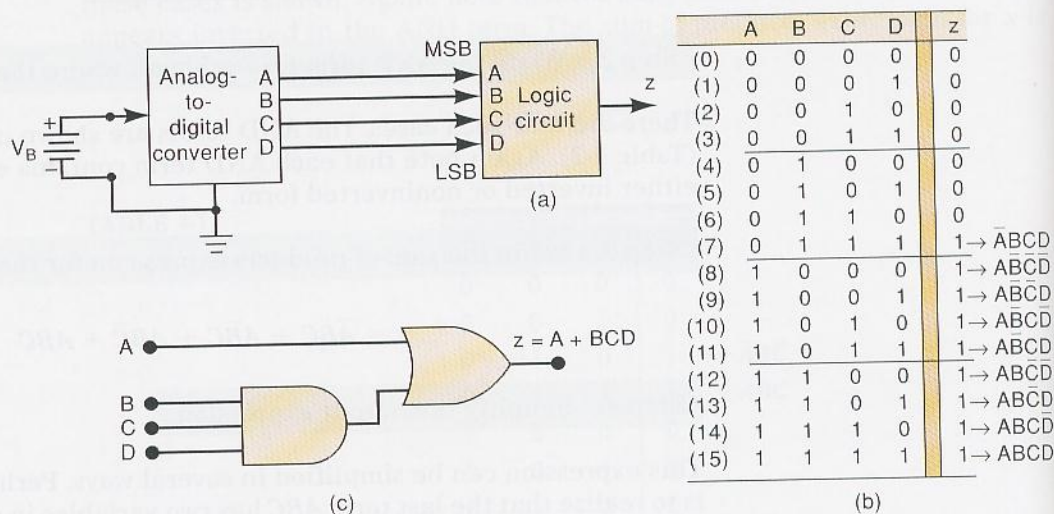 Analog-
to-
digital
converter
A
B
C
D
+
V_B
MSB
A
B
C
D
LSB
Logic
circuit
z
(a)
A B C D z
(0) 0 0 0 0 0
(1) 0 0 0 1 0
(2) 0 0 1 0 0
(3) 0 0 1 1 0
(4) 0 1 0 0 0
(5) 0 1 0 1 0
(6) 0 1 1 0 0
(7) 0 1 1 1 1→ A̅BCD
(8) 1 0 0 0 1→ AB̅C̅D̅
(9) 1 0 0 1 1→ AB̅C̅D
(10) 1 0 1 0 1→ AB̅CD̅
(11) 1 0 1 1 1→ AB̅CD
(12) 1 1 0 0 1→ ABC̅D̅
(13) 1 1 0 1 1→ ABC̅D
(14) 1 1 1 0 1→ ABCD̅
(15) 1 1 1 1 1→ ABCD
(b)
A
B
C
D
z = A + BCD
(c)